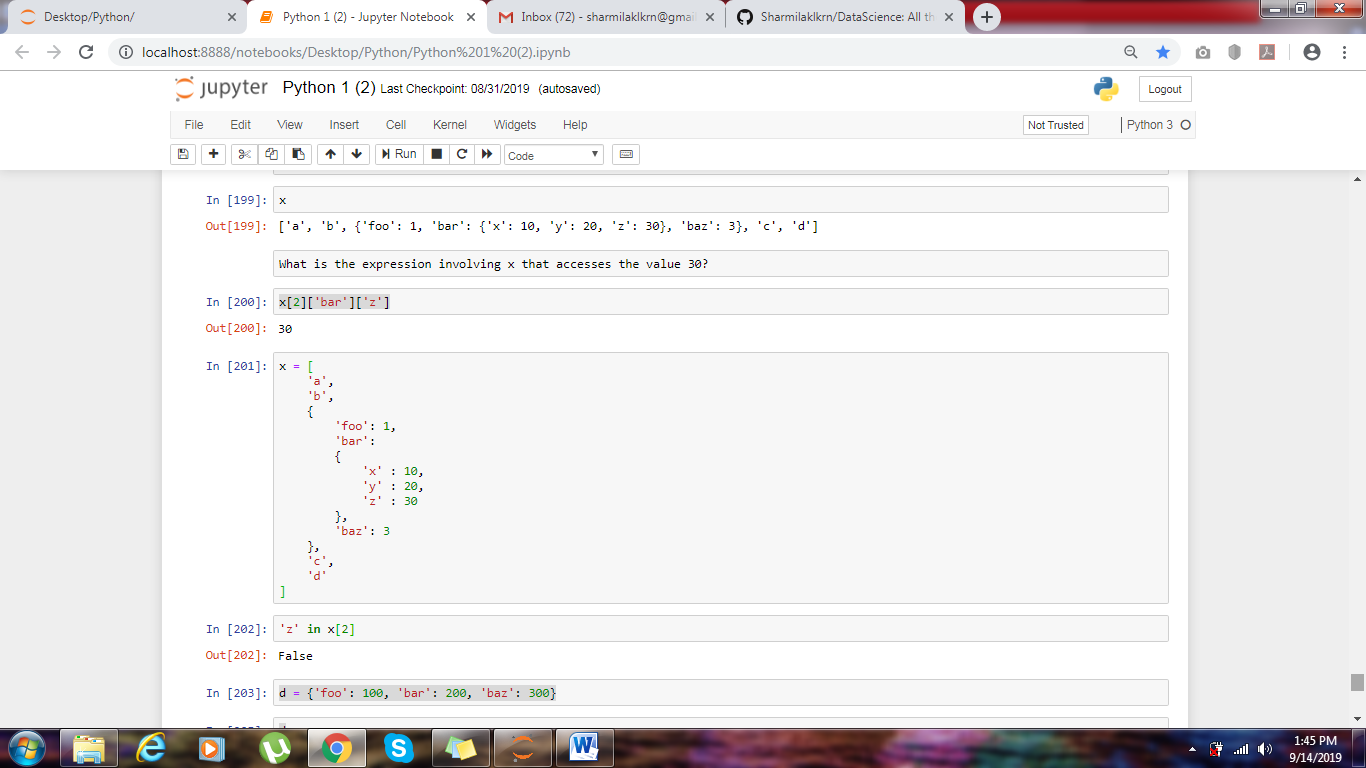 Desktop/Python/
Python 1 (2) - Jupyter Notebook
Inbox (72) - sharmilaklkrn@gmai
Sharmilaklkrn/DataScience: All th
localhost:8888/notebooks/Desktop/Python/Python%201%20(2).ipynb
jupyter Python 1 (2) Last Checkpoint: 08/31/2019 (autosaved)
Logout
File Edit View Insert Cell Kernel Widgets Help
Not Trusted
Python 3
Run
Code
In [199]: x
Out[199]: ['a', 'b', {'foo': 1, 'bar': {'x': 10, 'y': 20, 'z': 30}, 'baz': 3}, 'c', 'd']
What is the expression involving x that accesses the value 30?
In [200]: x[2]['bar']['z']
Out[200]: 30
In [201]: x = [
'a',
'b',
{
'foo': 1,
'bar':
{
'x' : 10,
'y' : 20,
'z' : 30
},
'baz': 3
},
'c',
'd'
]
In [202]: 'z' in x[2]
Out[202]: False
In [203]: d = {'foo': 100, 'bar': 200, 'baz': 300}
1:45 PM
9/14/2019